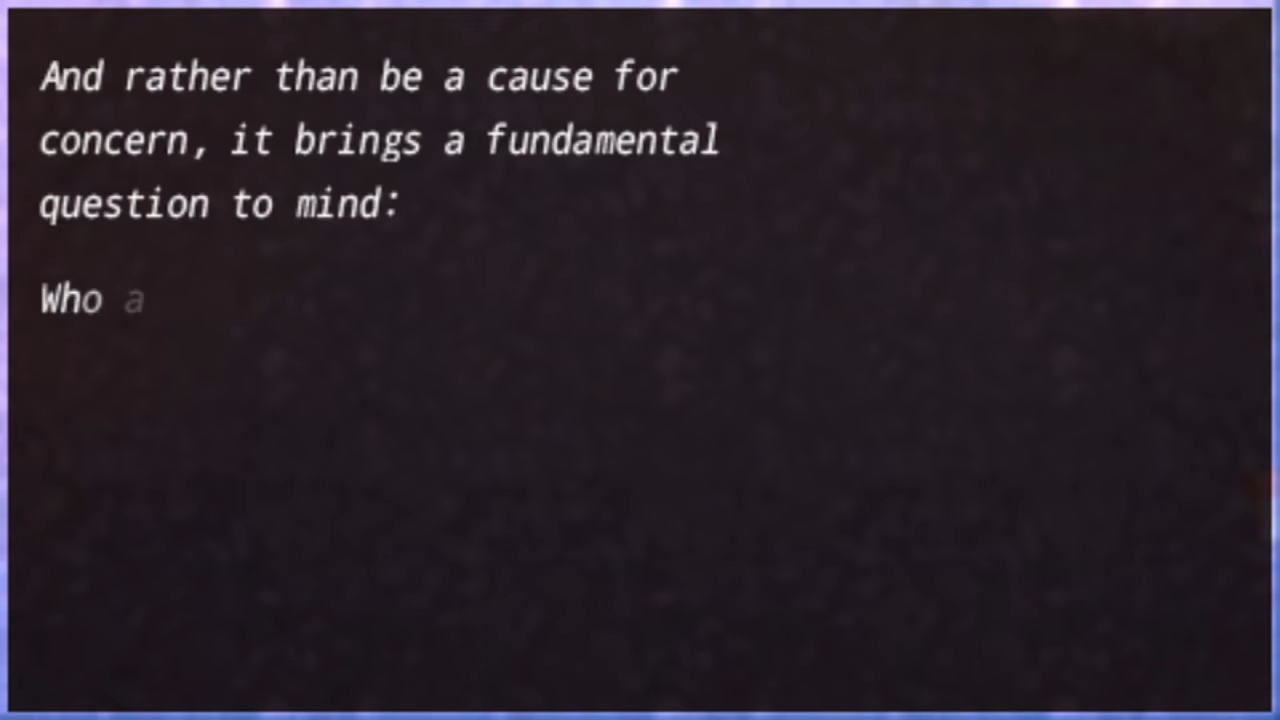 And rather than be a cause for
concern, it brings a fundamental
question to mind:
Who a